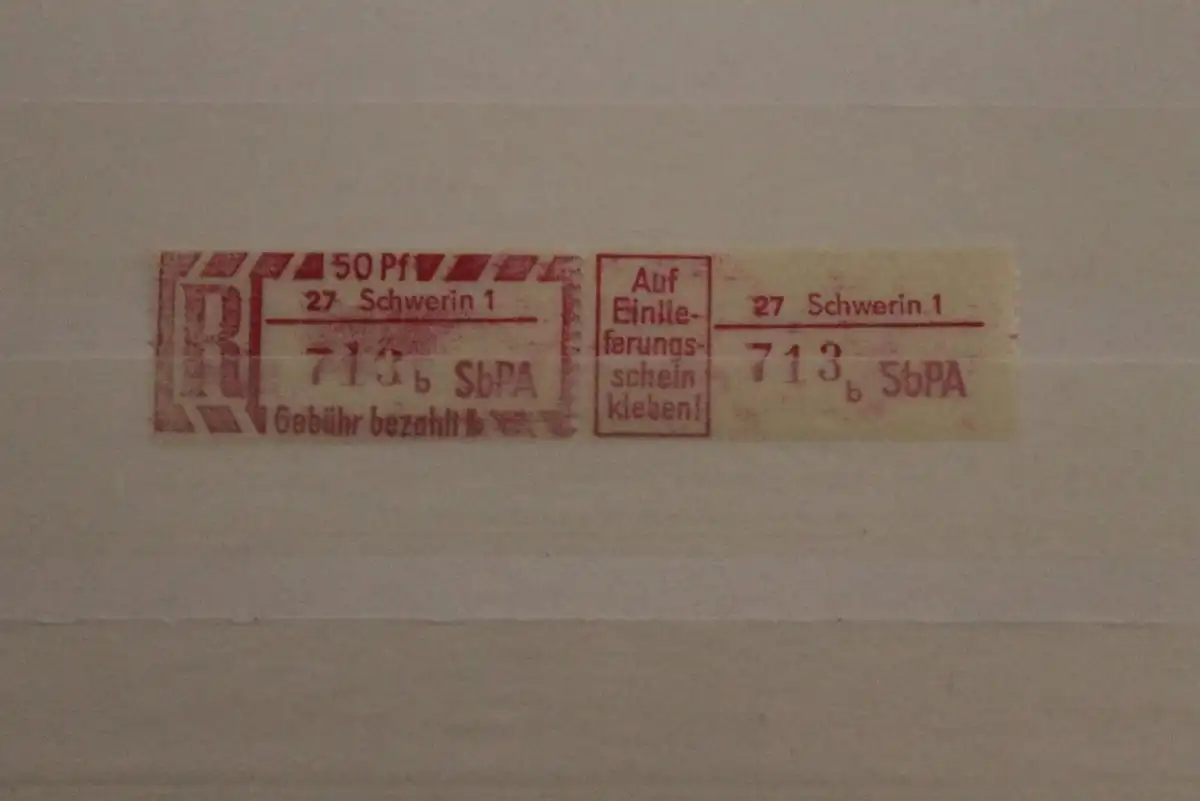 50 Pf
R
27 Schwerin 1
713 b SbPA
Gebühr bezahlt
Auf
Einlie-
ferungs-
schein
kleben!
27 Schwerin 1
713 b SbPA